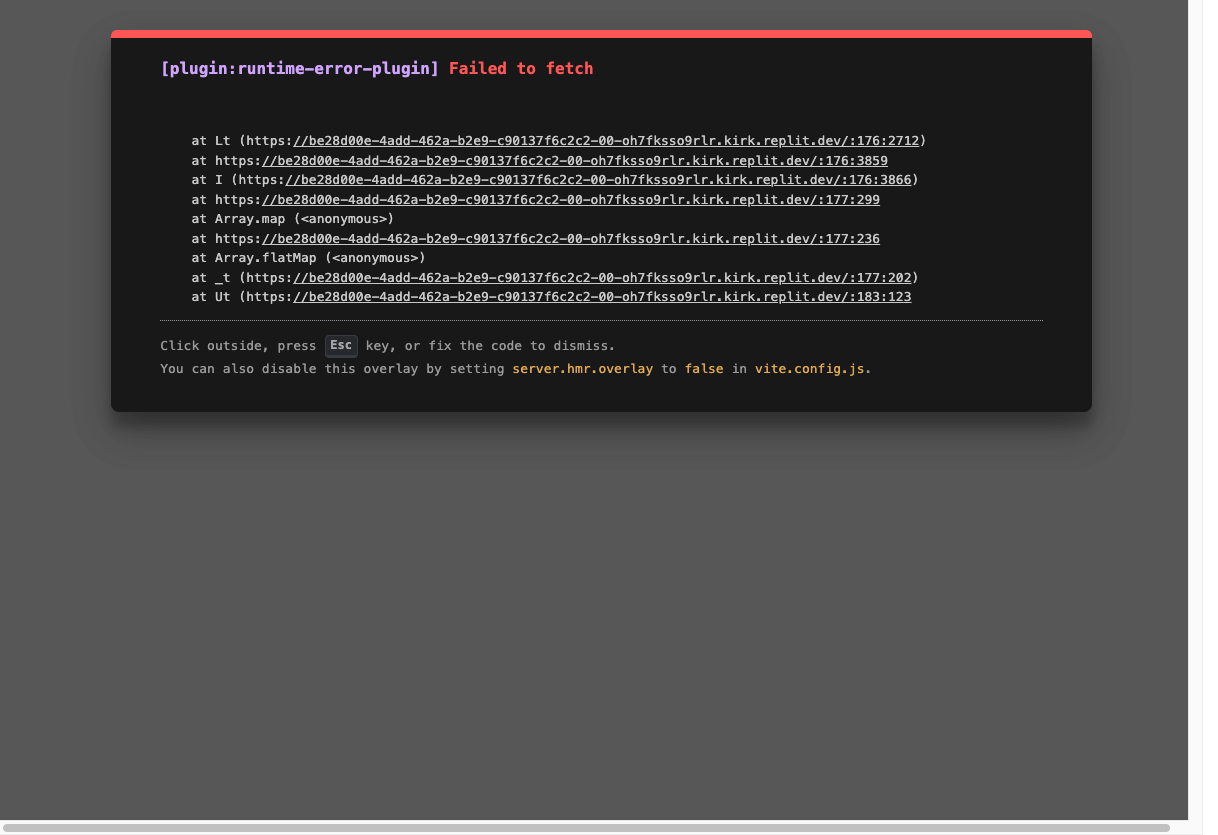 [plugin:runtime-error-plugin] Failed to fetch
at Lt (https://be28d00e-4add-462a-b2e9-c90137f6c2c2-00-oh7fksso9rlr.kirk.replit.dev/:176:2712)
at https://be28d00e-4add-462a-b2e9-c90137f6c2c2-00-oh7fksso9rlr.kirk.replit.dev/:176:3859
at I (https://be28d00e-4add-462a-b2e9-c90137f6c2c2-00-oh7fksso9rlr.kirk.replit.dev/:176:3866)
at https://be28d00e-4add-462a-b2e9-c90137f6c2c2-00-oh7fksso9rlr.kirk.replit.dev/:177:299
at Array.map (<anonymous>)
at https://be28d00e-4add-462a-b2e9-c90137f6c2c2-00-oh7fksso9rlr.kirk.replit.dev/:177:236
at Array.flatMap (<anonymous>)
at _t (https://be28d00e-4add-462a-b2e9-c90137f6c2c2-00-oh7fksso9rlr.kirk.replit.dev/:177:202)
at Ut (https://be28d00e-4add-462a-b2e9-c90137f6c2c2-00-oh7fksso9rlr.kirk.replit.dev/:183:123
Click outside, press Esc key, or fix the code to dismiss.
You can also disable this overlay by setting server.hmr.overlay to false in vite.config.js.